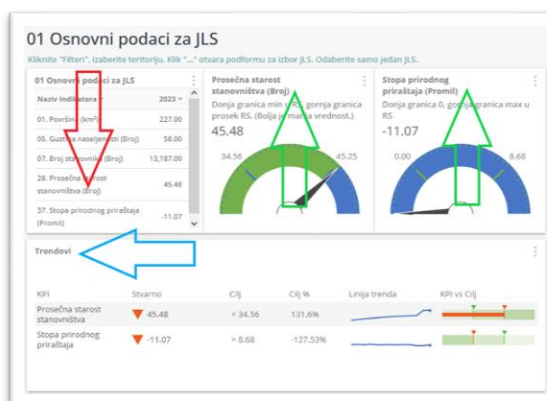 01 Osnovni podaci za JLS
Kliknite "Filteri", izaberite teritoriju. Klik "..." otvara podformu za izbor JLS. Odaberite samo jedan JLS.
01 Osnovni podaci za JLS
Naziv indikatora 2023
01. Površina (km²) 227.00
05. Gustina naseljenosti (Broj) 58.00
07. Broj stanovnika (Broj) 13,187.00
28. Prosečna starost
stanovništva (Broj) 45.48
37. Stopa prirodnog priraštaja
(Promil) -11.07
Prosečna starost
stanovništva (Broj)
Donja granica min u RS, gornja granica
prosek RS. (Bolja je manja vrednost.)
45.48
34.56 45.25
Stopa prirodnog
priraštaja (Promil)
Donja granica 0, gornja granica max u
RS
-11.07
0.00 8.68
Trendovi
KPI Stvarno Cilj Cilj % Linija trenda KPI vs Cilj
Prosečna starost
stanovništva 45.48 < 34.56 131.6%
Stopa prirodnog
priraštaja -11.07 > 8.68 -127.53%